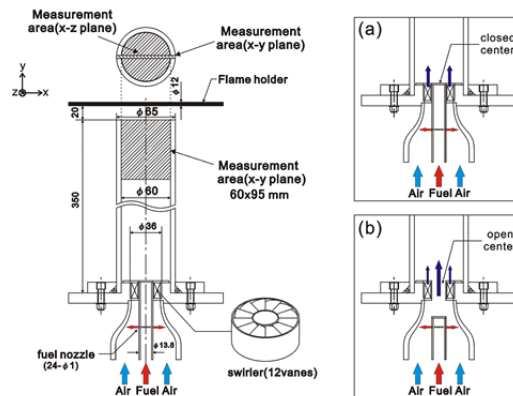 Measurement
area(x-z plane)
Measurement
area(x-y plane)
y
z
x
ϕ12
Flame holder
20
ϕ65
Measurement
area(x-y plane)
60x95 mm
ϕ60
350
ϕ36
fuel nozzle
(24-ϕ1)
ϕ13.8
swirler(12vanes)
Air Fuel Air
(a)
closed
center
Air Fuel Air
(b)
open
center
Air Fuel Air